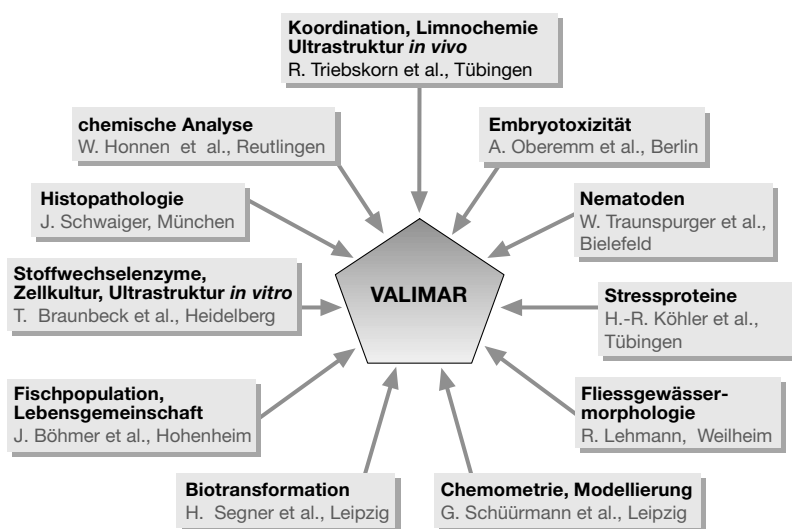 Koordination, Limnochemie
Ultrastruktur in vivo
R. Triebskorn et al., Tübingen
chemische Analyse
W. Honnen et al., Reutlingen
Embryotoxizität
A. Oberemm et al., Berlin
Histopathologie
J. Schwaiger, München
Nematoden
W. Traunspurger et al.,
Bielefeld
Stoffwechselenzyme,
Zellkultur, Ultrastruktur in vitro
T. Braunbeck et al., Heidelberg
VALIMAR
Stressproteine
H.-R. Köhler et al.,
Tübingen
Fischpopulation,
Lebensgemeinschaft
J. Böhmer et al., Hohenheim
Fliessgewässer-
morphologie
R. Lehmann, Weilheim
Biotransformation
H. Segner et al., Leipzig
Chemometrie, Modellierung
G. Schüürmann et al., Leipzig